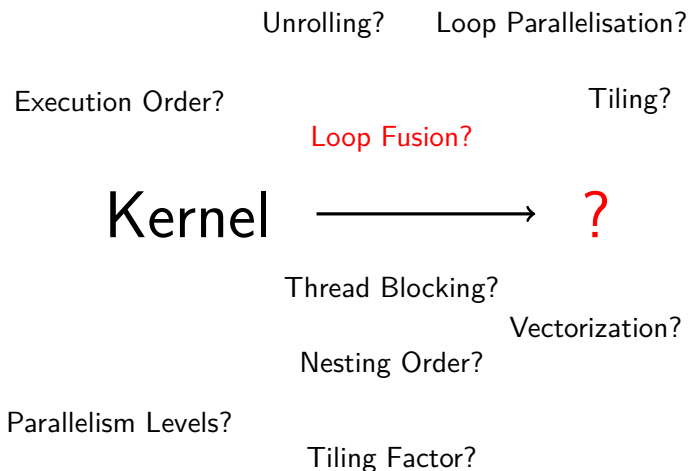 Unrolling?
Loop Parallelisation?
Execution Order?
Tiling?
Loop Fusion?
Kernel
?
Thread Blocking?
Vectorization?
Nesting Order?
Parallelism Levels?
Tiling Factor?